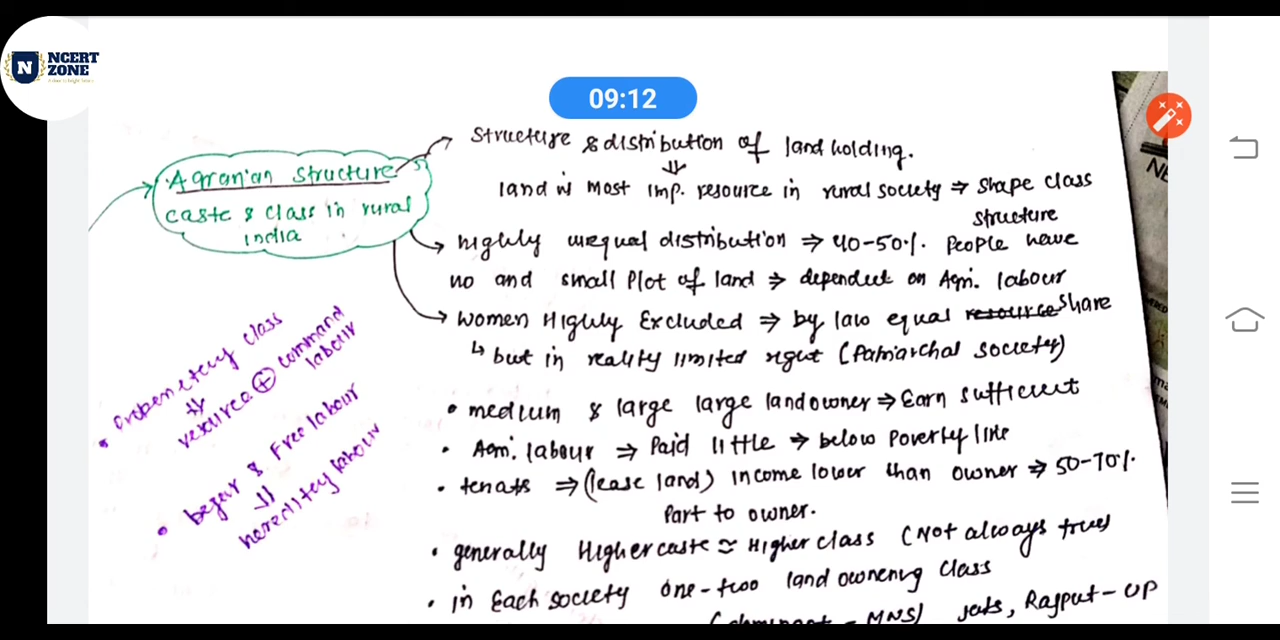 NCERT
ZONE
09:12
Agrarian Structure
caste & class in rural
india
Structure & distribution of land holding.
land is most imp. resource in rural society ⇒ shape class
structure
highly unequal distribution ⇒ 40-50%. People have
no and small Plot of land ⇒ dependent on Agri. labour
women Highly Excluded ⇒ by law equal share
but in reality limited right (Patriarchal society)
• medium & large large landowner ⇒ Earn sufficient
• Agri. labour ⇒ Paid little → below Poverty line
• tenats ⇒ (lease land) income lower than owner ⇒ 50-70%.
Part to owner.
• generally Higher caste ≃ Higher class (Not always true)
• in Each society one-two land owening class
MNS) Jats, Rajput - UP
class
resource + command
labour
• begar & Free labour
hereditery labour